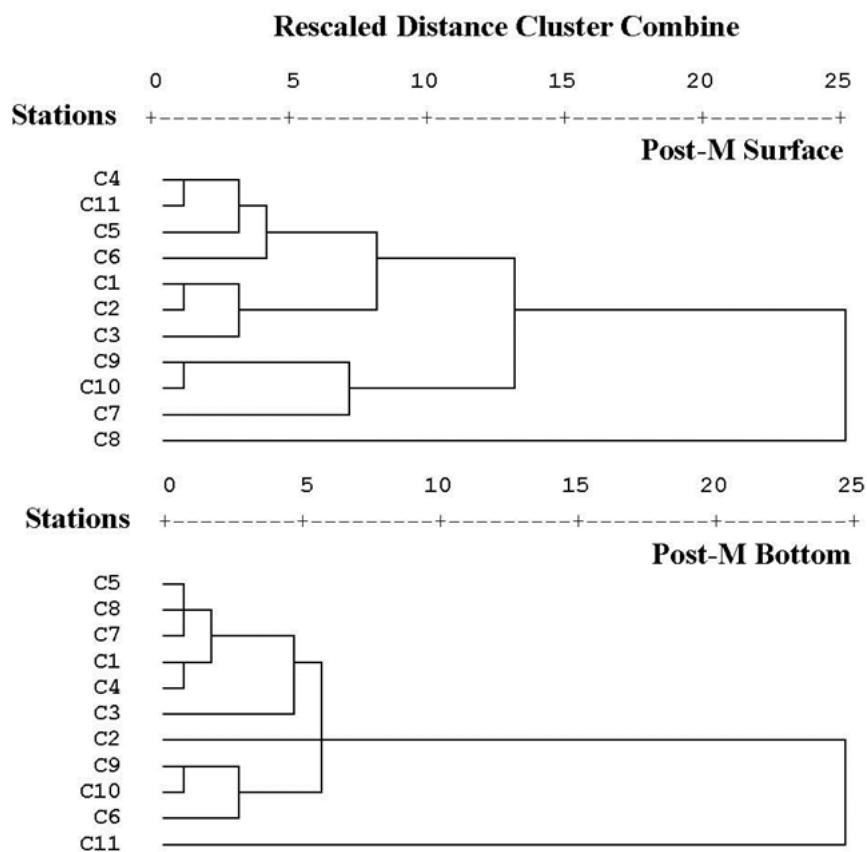 Rescaled Distance Cluster Combine
0 5 10 15 20 25
Stations +---------+---------+---------+---------+---------+
Post-M Surface
C4
C11
C5
C6
C1
C2
C3
C9
C10
C7
C8
0 5 10 15 20 25
Stations +---------+---------+---------+---------+---------+
Post-M Bottom
C5
C8
C7
C1
C4
C3
C2
C9
C10
C6
C11